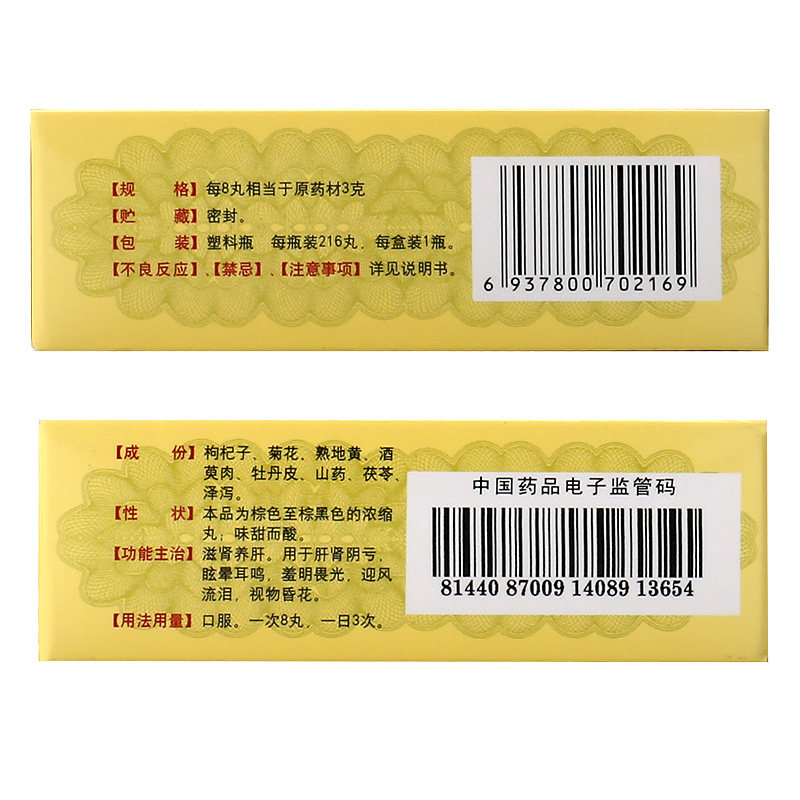 【规 格】每8丸相当于原药材3克
【贮 藏】密封。
【包 装】塑料瓶 每瓶装216丸，每盒装1瓶。
【不良反应】、【禁忌】、【注意事项】详见说明书。
6 937800 702169
【成 份】枸杞子、菊花、熟地黄、酒
萸肉、牡丹皮、山药、茯苓、
泽泻。
【性 状】本品为棕色至棕黑色的浓缩
丸；味甜而酸。
【功能主治】滋肾养肝。用于肝肾阴亏，
眩晕耳鸣，羞明畏光，迎风
流泪，视物昏花。
【用法用量】口服。一次8丸，一日3次。
中国药品电子监管码
81440 87009 14089 13654